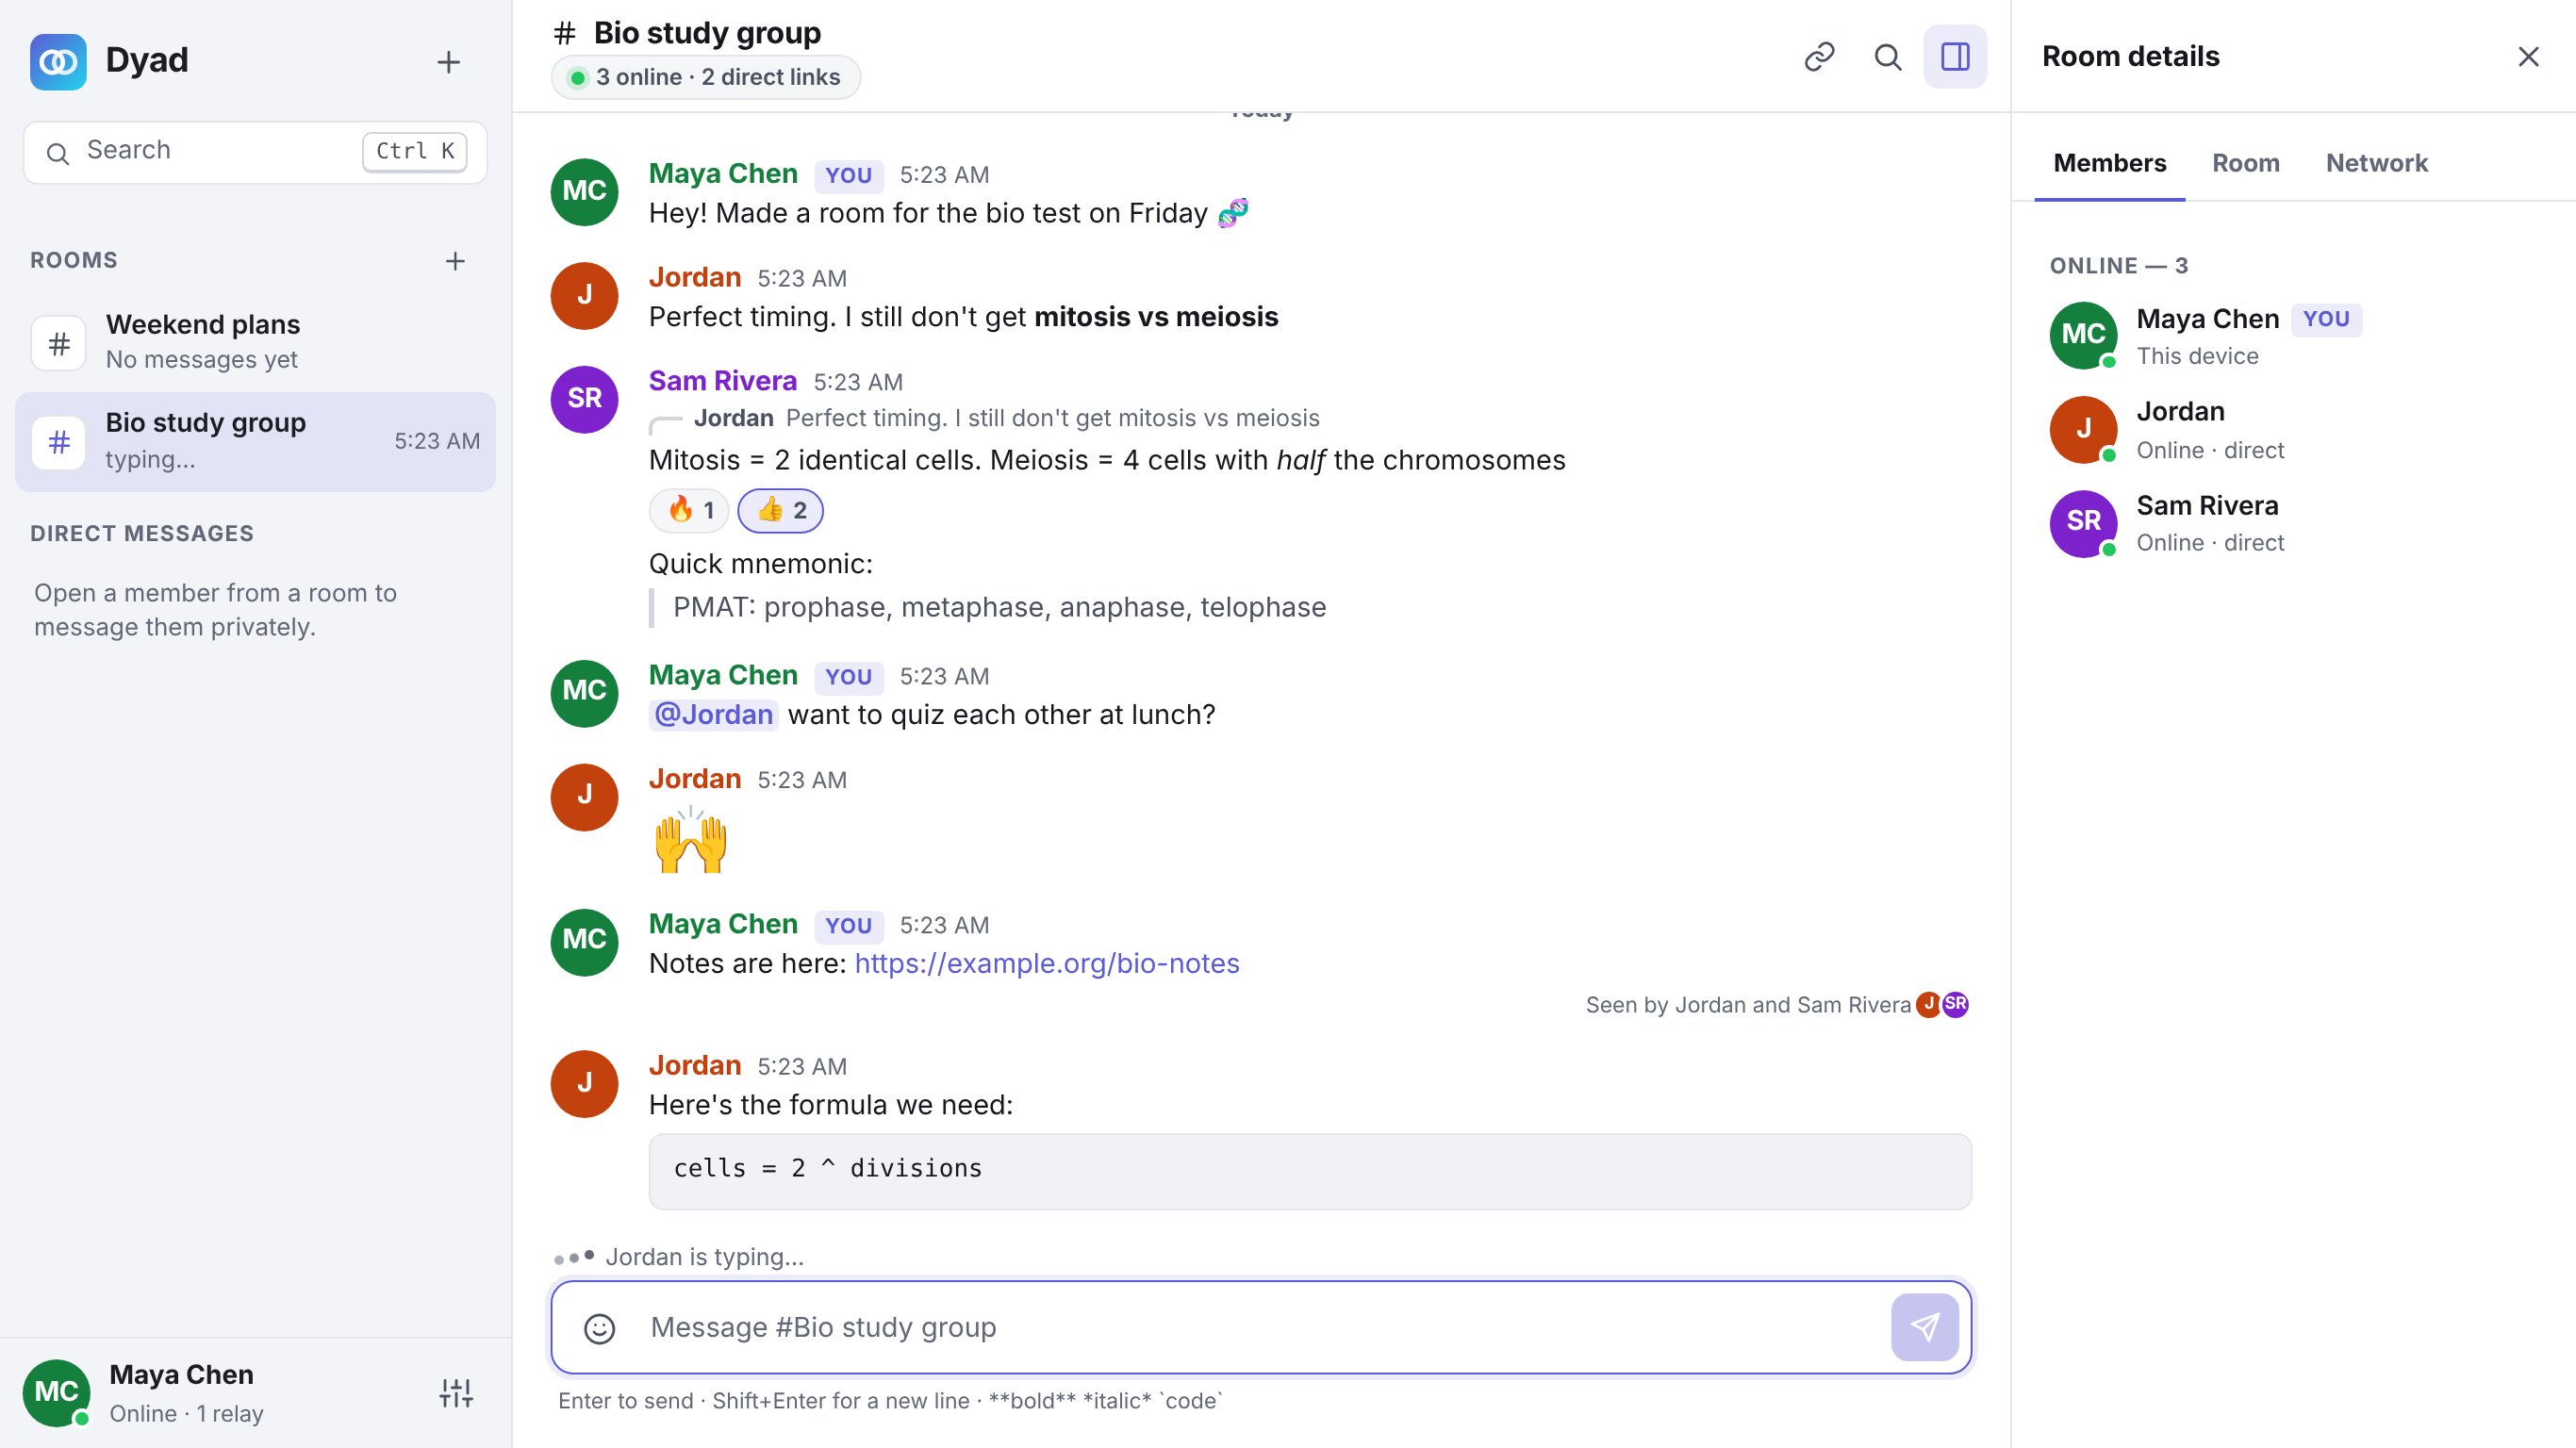 Dyad
Search
Ctrl K
ROOMS
Weekend plans
No messages yet
Bio study group
typing...
5:23 AM
DIRECT MESSAGES
Open a member from a room to
message them privately.
MC
Maya Chen
Online · 1 relay
# Bio study group
3 online · 2 direct links
Today
MC
Maya Chen YOU 5:23 AM
Hey! Made a room for the bio test on Friday 🧬
J
Jordan 5:23 AM
Perfect timing. I still don't get mitosis vs meiosis
SR
Sam Rivera 5:23 AM
Jordan Perfect timing. I still don't get mitosis vs meiosis
Mitosis = 2 identical cells. Meiosis = 4 cells with half the chromosomes
🔥 1 👍 2
Quick mnemonic:
PMAT: prophase, metaphase, anaphase, telophase
MC
Maya Chen YOU 5:23 AM
@Jordan want to quiz each other at lunch?
J
Jordan 5:23 AM
🙌
MC
Maya Chen YOU 5:23 AM
Notes are here: https://example.org/bio-notes
Seen by Jordan and Sam Rivera J SR
J
Jordan 5:23 AM
Here's the formula we need:
cells = 2 ^ divisions
Jordan is typing...
Message #Bio study group
Enter to send · Shift+Enter for a new line · **bold** *italic* `code`
Room details
Members Room Network
ONLINE — 3
MC
Maya Chen YOU
This device
J
Jordan
Online · direct
SR
Sam Rivera
Online · direct